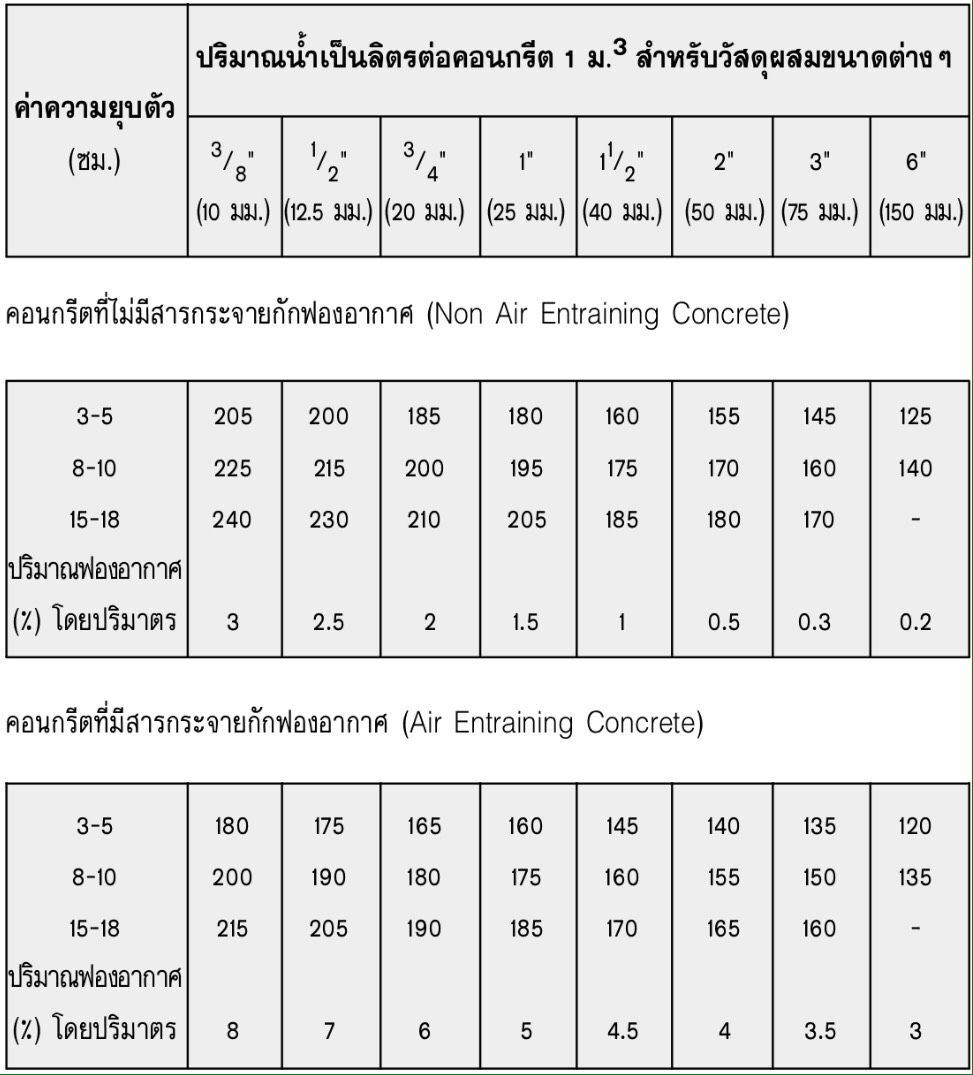 ปริมาณน้ำเป็นลิตรต่อคอนกรีต 1 ม.³ สำหรับวัสดุผสมขนาดต่างๆ
ค่าความยุบตัว
(ซม.) 3/8" 1/2" 3/4" 1" 1 1/2" 2" 3" 6"
(10 มม.) (12.5 มม.) (20 มม.) (25 มม.) (40 มม.) (50 มม.) (75 มม.) (150 มม.)
คอนกรีตที่ไม่มีสารกระจายกักฟองอากาศ (Non Air Entraining Concrete)
3-5 205 200 185 180 160 155 145 125
8-10 225 215 200 195 175 170 160 140
15-18 240 230 210 205 185 180 170 -
ปริมาณฟองอากาศ
(%) โดยปริมาตร 3 2.5 2 1.5 1 0.5 0.3 0.2
คอนกรีตที่มีสารกระจายกักฟองอากาศ (Air Entraining Concrete)
3-5 180 175 165 160 145 140 135 120
8-10 200 190 180 175 160 155 150 135
15-18 215 205 190 185 170 165 160 -
ปริมาณฟองอากาศ
(%) โดยปริมาตร 8 7 6 5 4.5 4 3.5 3